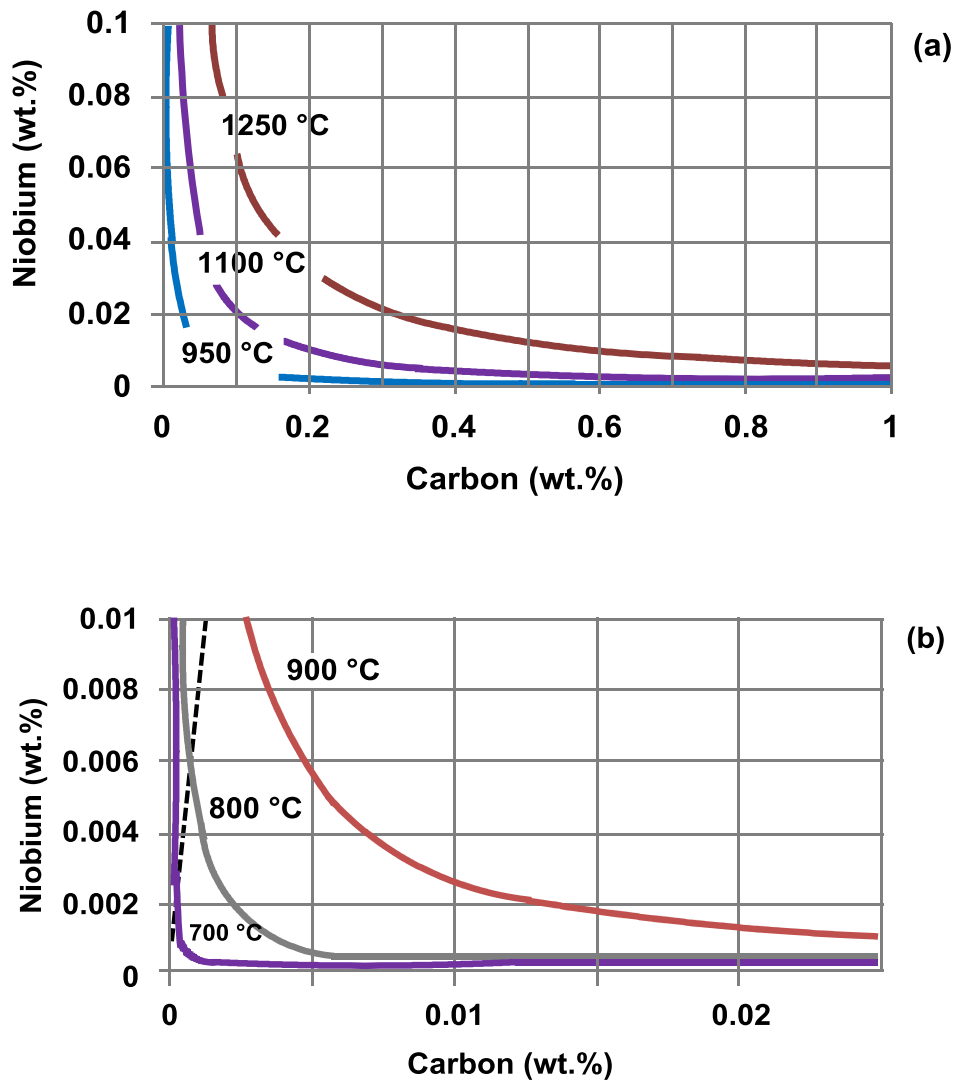 0.1
(a)
0.08
1250 °C
0.06
Niobium (wt.%)
0.04
1100 °C
0.02
950 °C
0
0 0.2 0.4 0.6 0.8 1
Carbon (wt.%)
0.01
(b)
900 °C
0.008
0.006
Niobium (wt.%)
800 °C
0.004
0.002
700 °C
0
0 0.01 0.02
Carbon (wt.%)